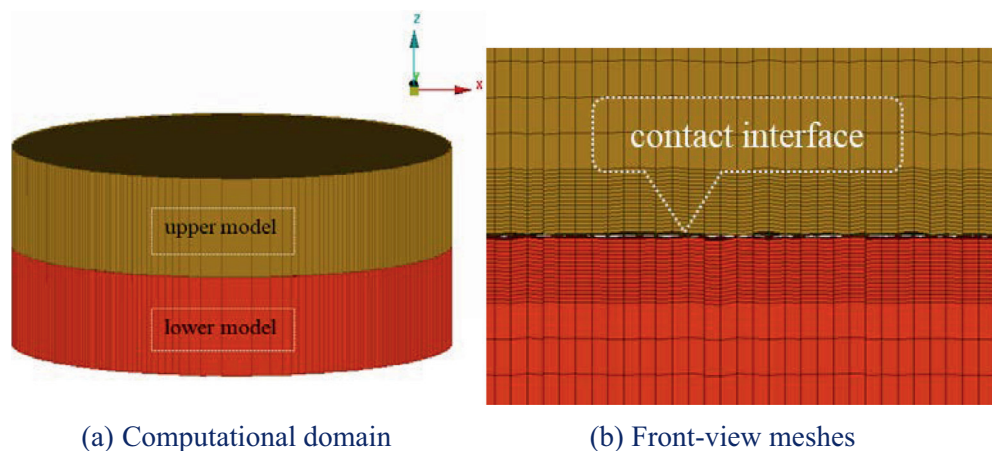 Z
Y
X
upper model
lower model
contact interface
(a) Computational domain
(b) Front-view meshes